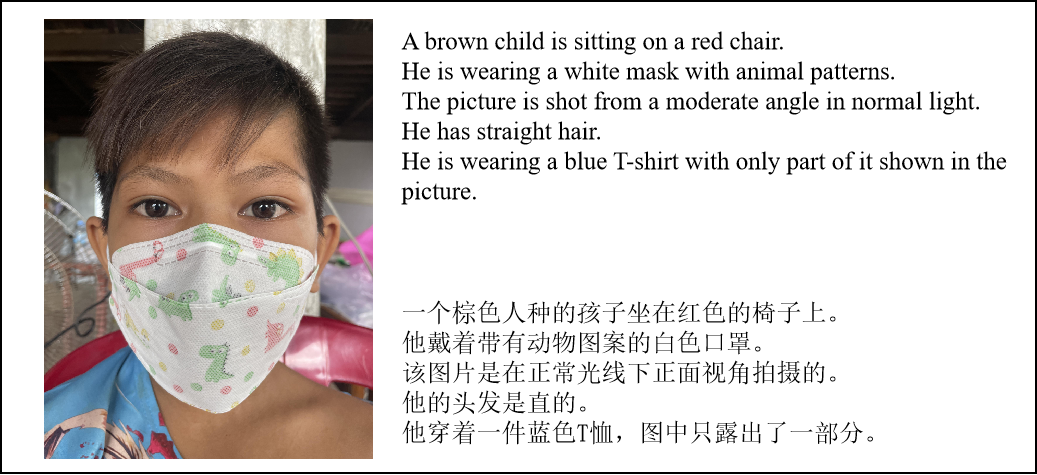 A brown child is sitting on a red chair.
He is wearing a white mask with animal patterns.
The picture is shot from a moderate angle in normal light.
He has straight hair.
He is wearing a blue T-shirt with only part of it shown in the
picture.
一个棕色人种的孩子坐在红色的椅子上。
他戴着带有动物图案的白色口罩。
该图片是在正常光线下正面视角拍摄的。
他的头发是直的。
他穿着一件蓝色T恤，图中只露出了一部分。